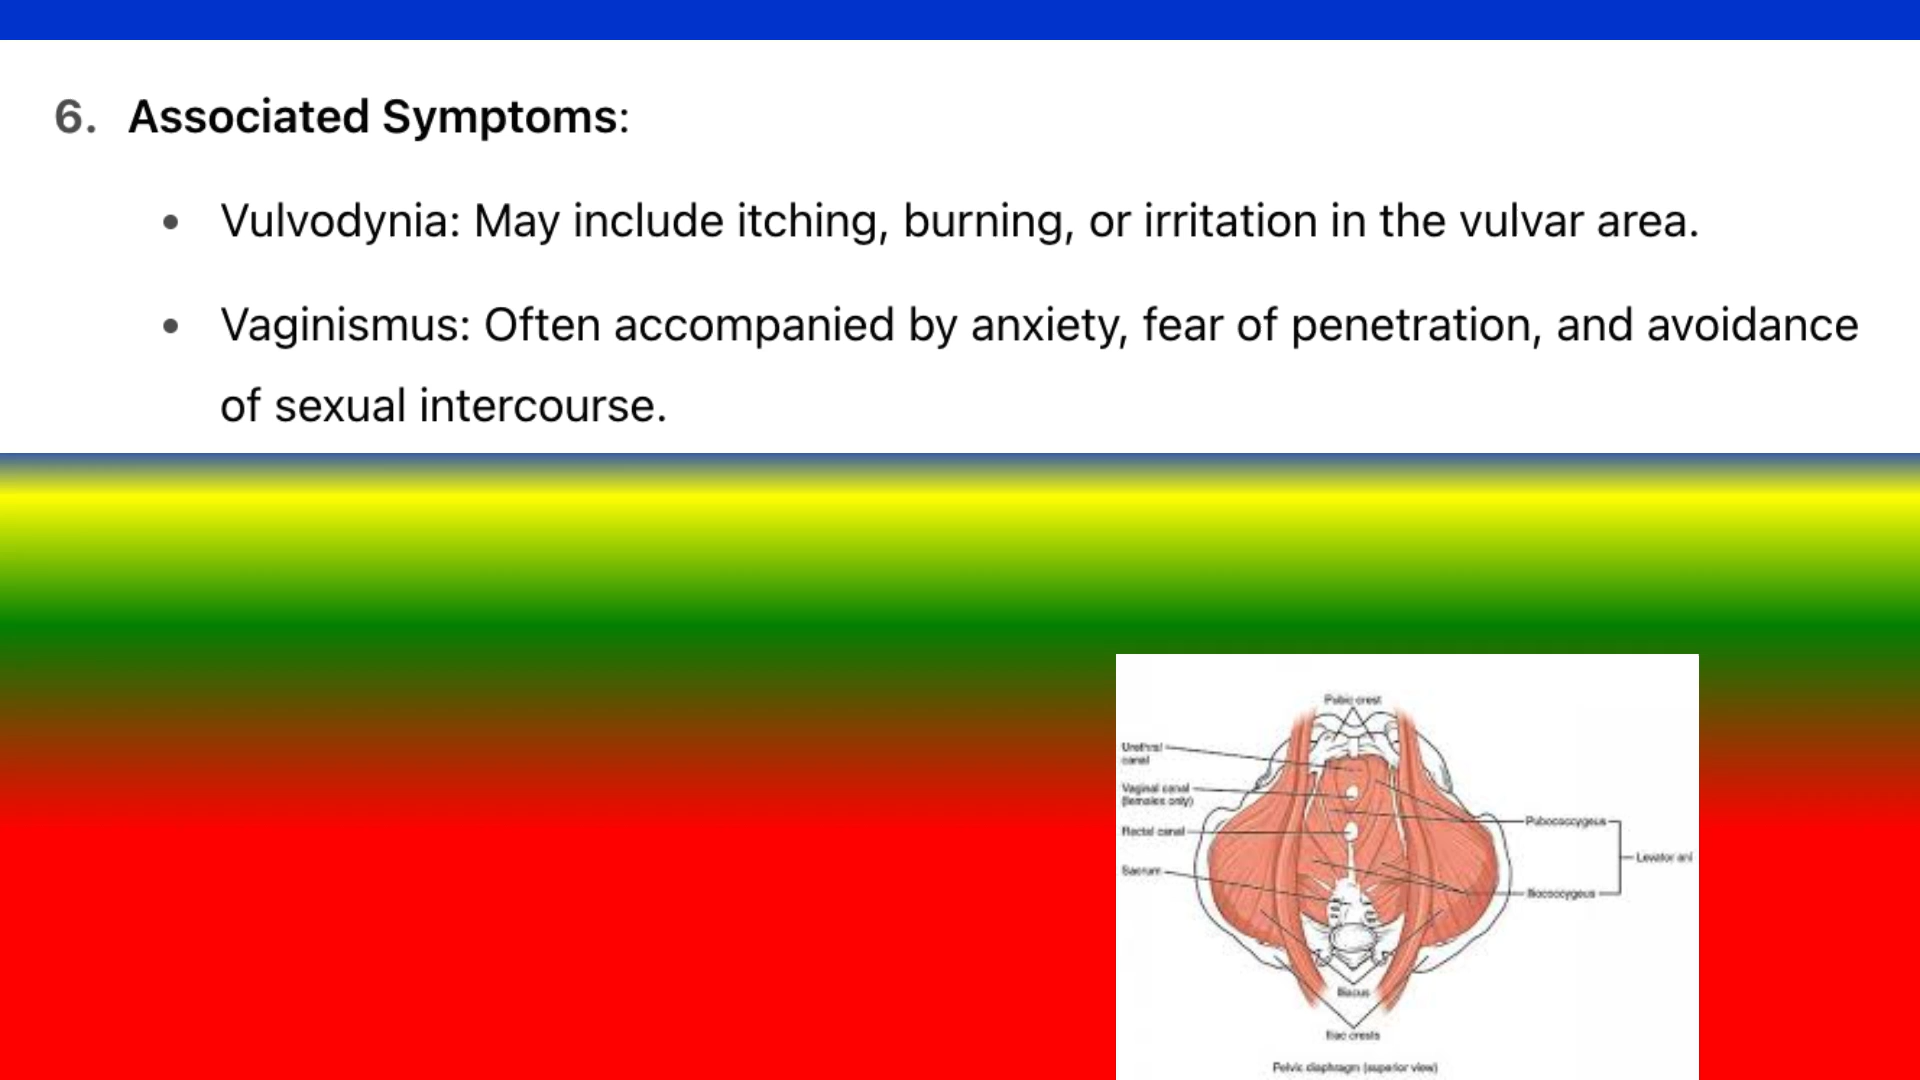 6. Associated Symptoms:
• Vulvodynia: May include itching, burning, or irritation in the vulvar area.
• Vaginismus: Often accompanied by anxiety, fear of penetration, and avoidance
of sexual intercourse.
Pubic crest
Urethral
canal
Vaginal canal
(females only)
Rectal canal
Sacrum
Pubococcygeus
Levator ani
Iliococcygeus
Iliacus
Iliac crests
Pelvic diaphragm (superior view)